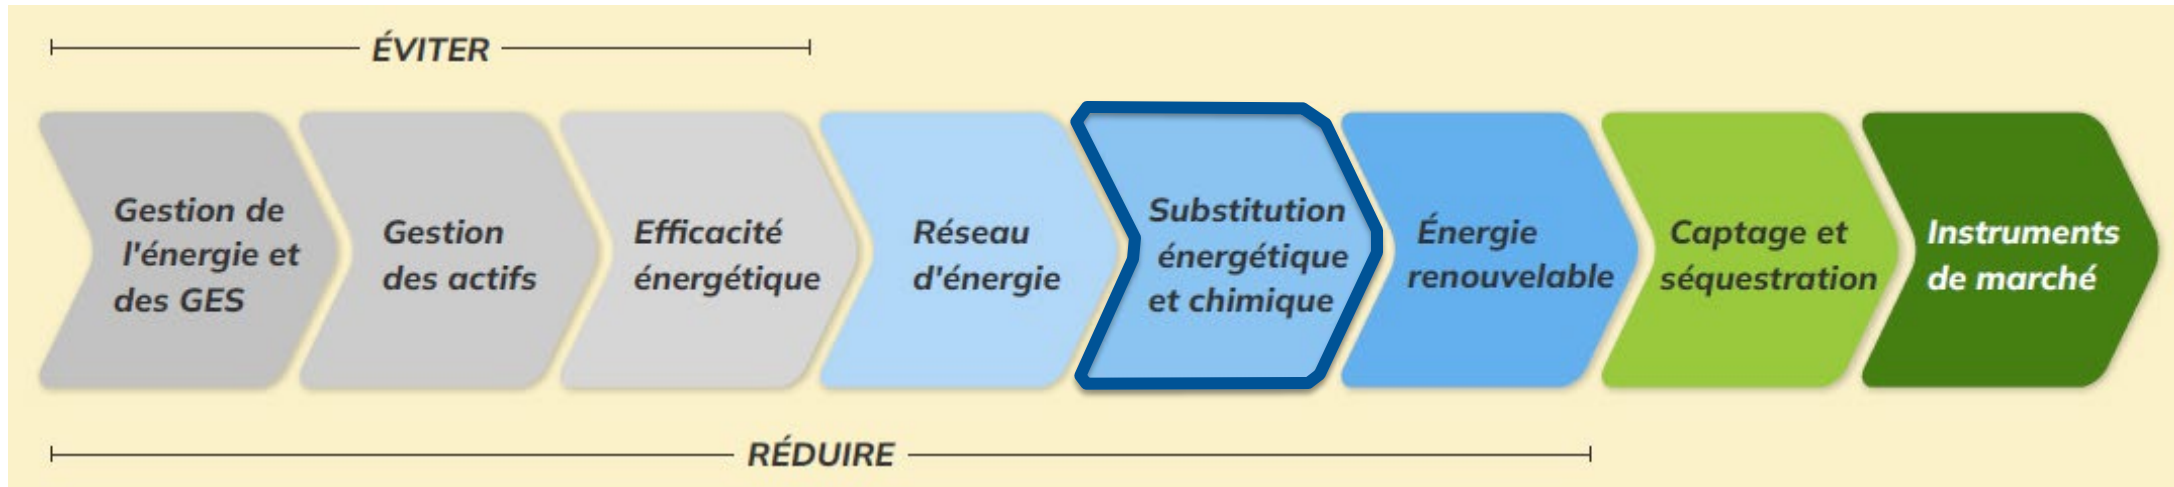 ÉVITER
Gestion de
l'énergie et
des GES
Gestion
des actifs
Efficacité
énergétique
Réseau
d'énergie
Substitution
énergétique
et chimique
Énergie
renouvelable
Captage et
séquestration
Instruments
de marché
RÉDUIRE